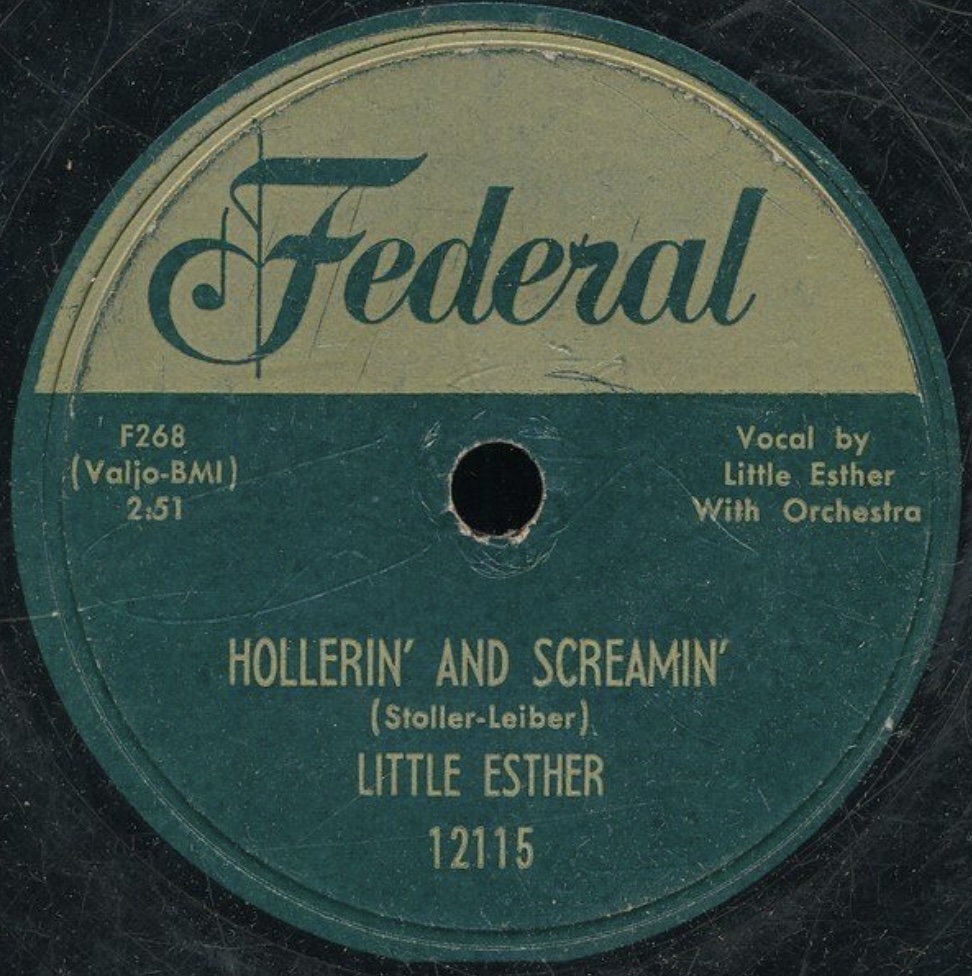 Federal
F268
(Valjo-BMI)
2:51
Vocal by
Little Esther
With Orchestra
HOLLERIN' AND SCREAMIN'
(Stoller-Leiber)
LITTLE ESTHER
12115